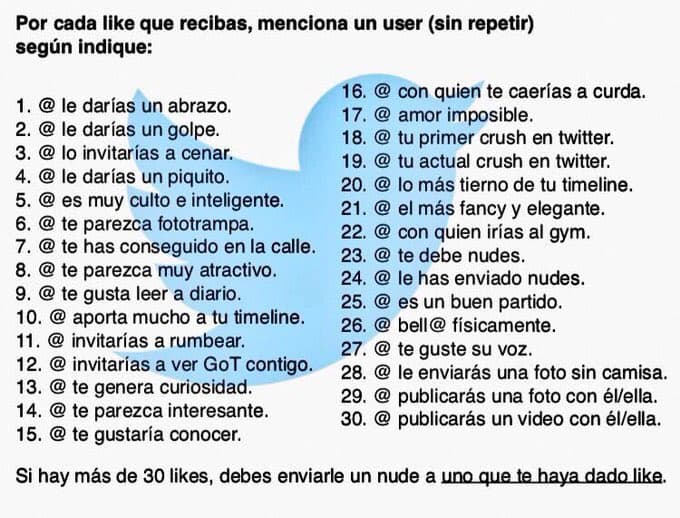 Por cada like que recibas, menciona un user (sin repetir)
según indique:
1. @ le darías un abrazo.
2. @ le darías un golpe.
3. @ lo invitarías a cenar.
4. @ le darías un piquito.
5. @ es muy culto e inteligente.
6. @ te parezca fototrampa.
7. @ te has conseguido en la calle.
8. @ te parezca muy atractivo.
9. @ te gusta leer a diario.
10. @ aporta mucho a tu timeline.
11. @ invitarías a rumbear.
12. @ invitarías a ver GoT contigo.
13. @ te genera curiosidad.
14. @ te parezca interesante.
15. @ te gustaría conocer.
16. @ con quien te caerías a curda.
17. @ amor imposible.
18. @ tu primer crush en twitter.
19. @ tu actual crush en twitter.
20. @ lo más tierno de tu timeline.
21. @ el más fancy y elegante.
22. @ con quien irías al gym.
23. @ te debe nudes.
24. @ le has enviado nudes.
25. @ es un buen partido.
26. @ bell@ físicamente.
27. @ te guste su voz.
28. @ le enviarás una foto sin camisa.
29. @ publicarás una foto con él/ella.
30. @ publicarás un video con él/ella.
Si hay más de 30 likes, debes enviarle un nude a uno que te haya dado like.